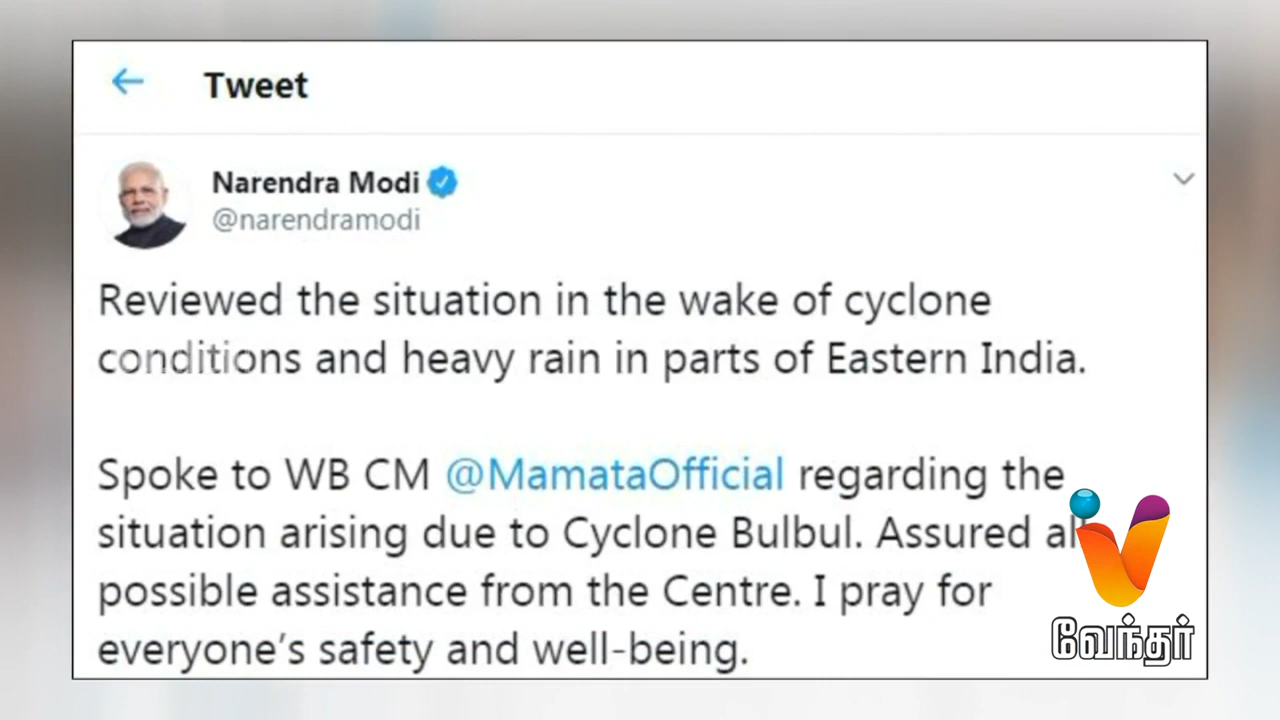 Tweet
Narendra Modi
@narendramodi
Reviewed the situation in the wake of cyclone
conditions and heavy rain in parts of Eastern India.
Spoke to WB CM @MamataOfficial regarding the
situation arising due to Cyclone Bulbul. Assured all
possible assistance from the Centre. I pray for
everyone’s safety and well-being.
வேந்தர்